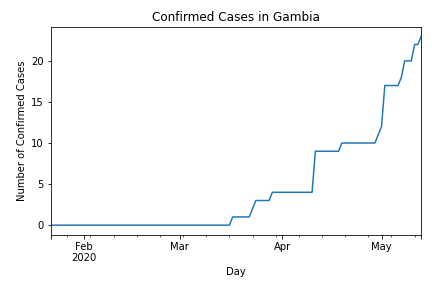 Confirmed Cases in Gambia
Number of Confirmed Cases
20
15
10
5
0
Feb
2020
Mar
Apr
May
Day